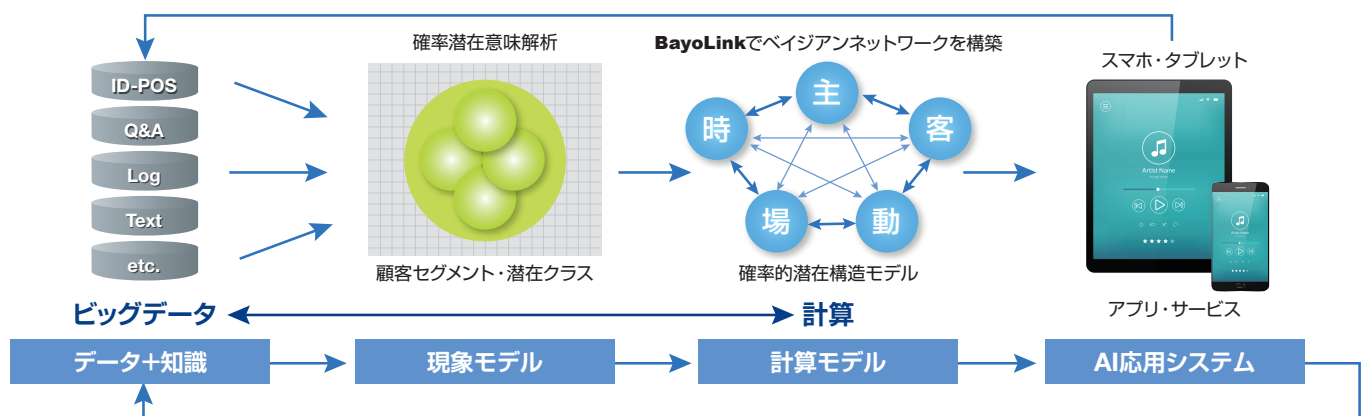 確率潜在意味解析
BayoLinkでベイジアンネットワークを構築
スマホ・タブレット
ID-POS
Q&A
Log
Text
etc.
主
時
客
場
動
Artist Name
Artist Name
顧客セグメント・潜在クラス
確率的潜在構造モデル
アプリ・サービス
ビッグデータ
計算
データ+知識
現象モデル
計算モデル
AI応用システム